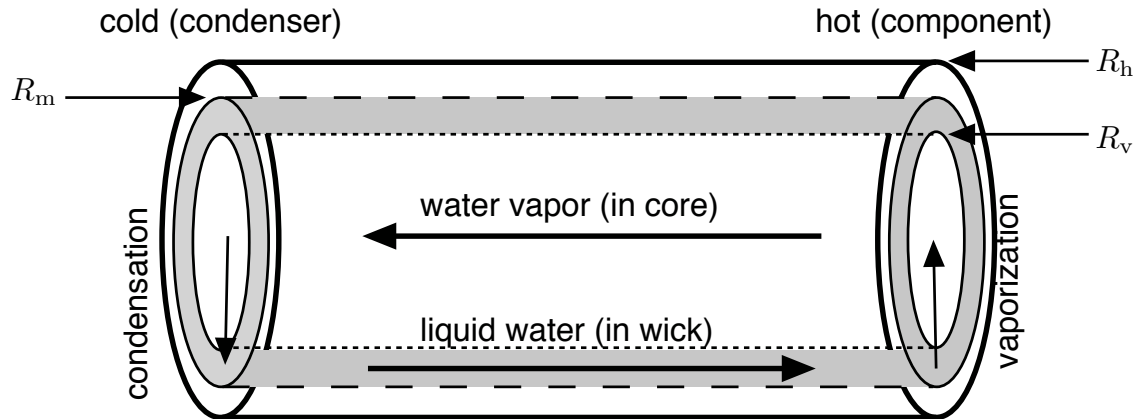 cold (condenser)
hot (component)
R_h
R_m
R_v
water vapor (in core)
condensation
vaporization
liquid water (in wick)